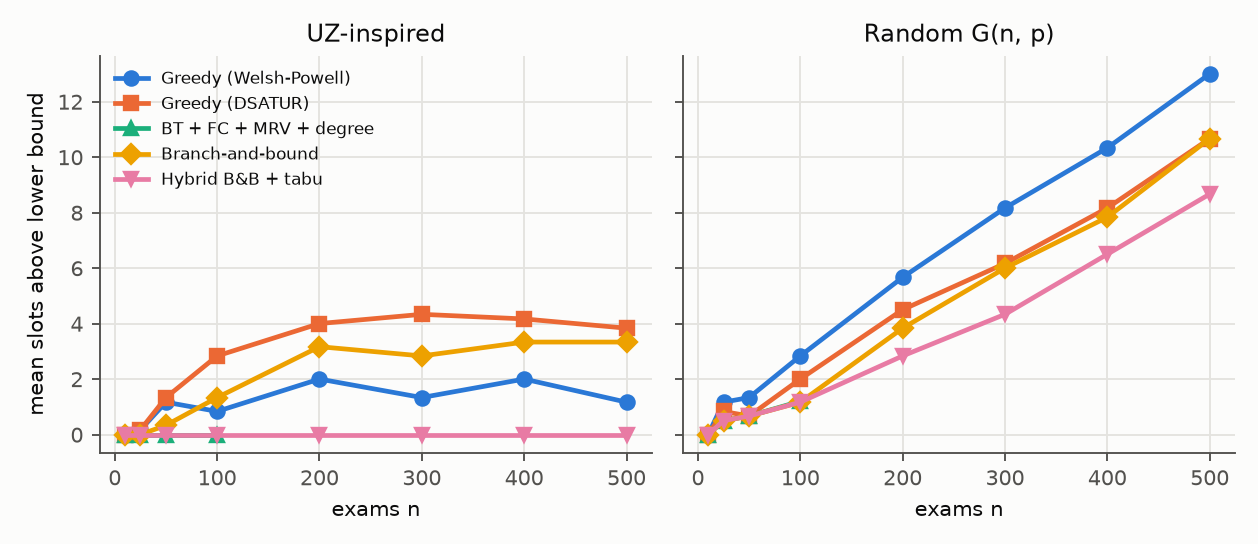 UZ-inspired
Random G(n, p)
mean slots above lower bound
Greedy (Welsh-Powell)
Greedy (DSATUR)
BT + FC + MRV + degree
Branch-and-bound
Hybrid B&B + tabu
12
10
8
6
4
2
0
0 100 200 300 400 500
0 100 200 300 400 500
exams n
exams n